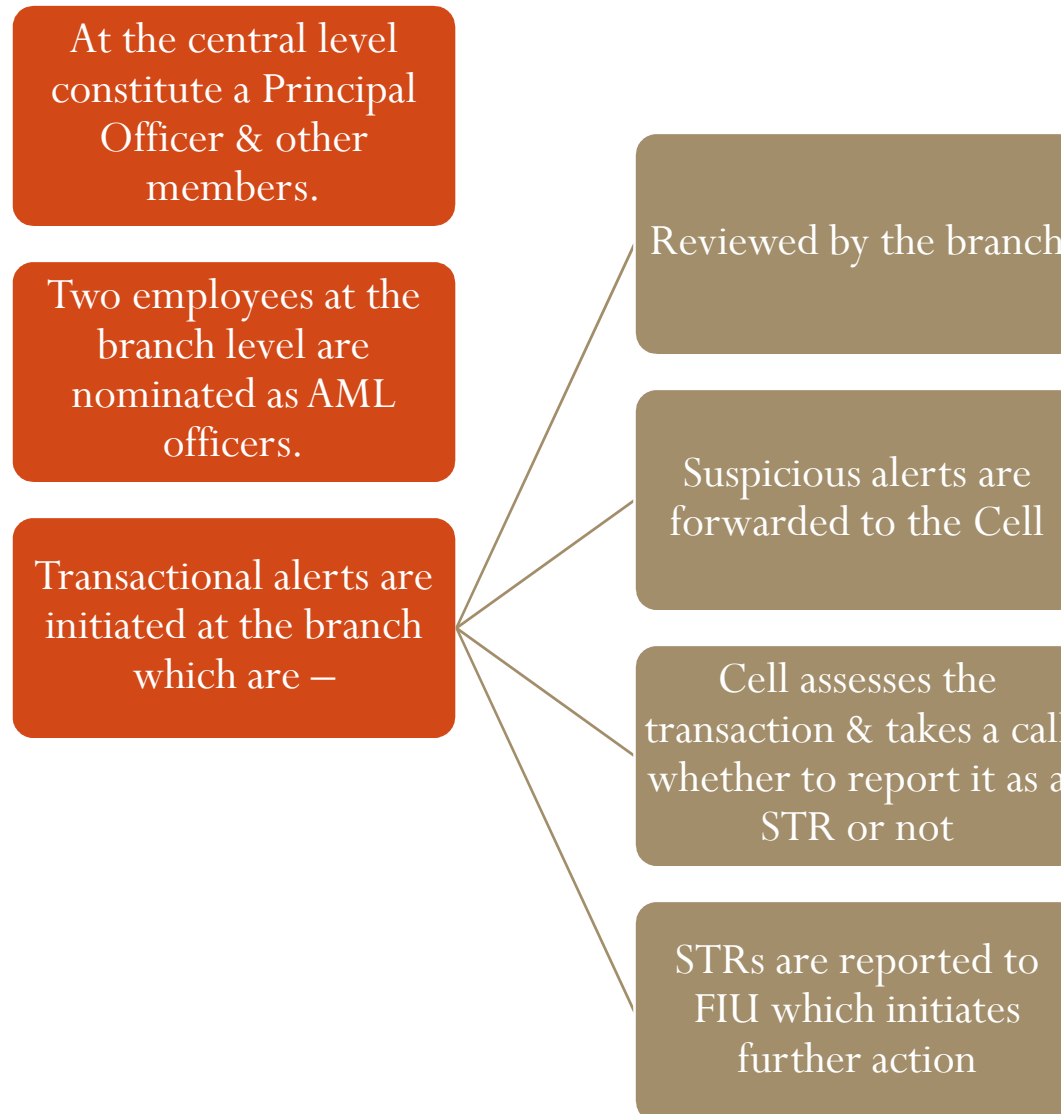 At the central level
constitute a Principal
Officer & other
members.
Two employees at the
branch level are
nominated as AML
officers.
Transactional alerts are
initiated at the branch
which are –
Reviewed by the branch
Suspicious alerts are
forwarded to the Cell
Cell assesses the
transaction & takes a call
whether to report it as a
STR or not
STRs are reported to
FIU which initiates
further action